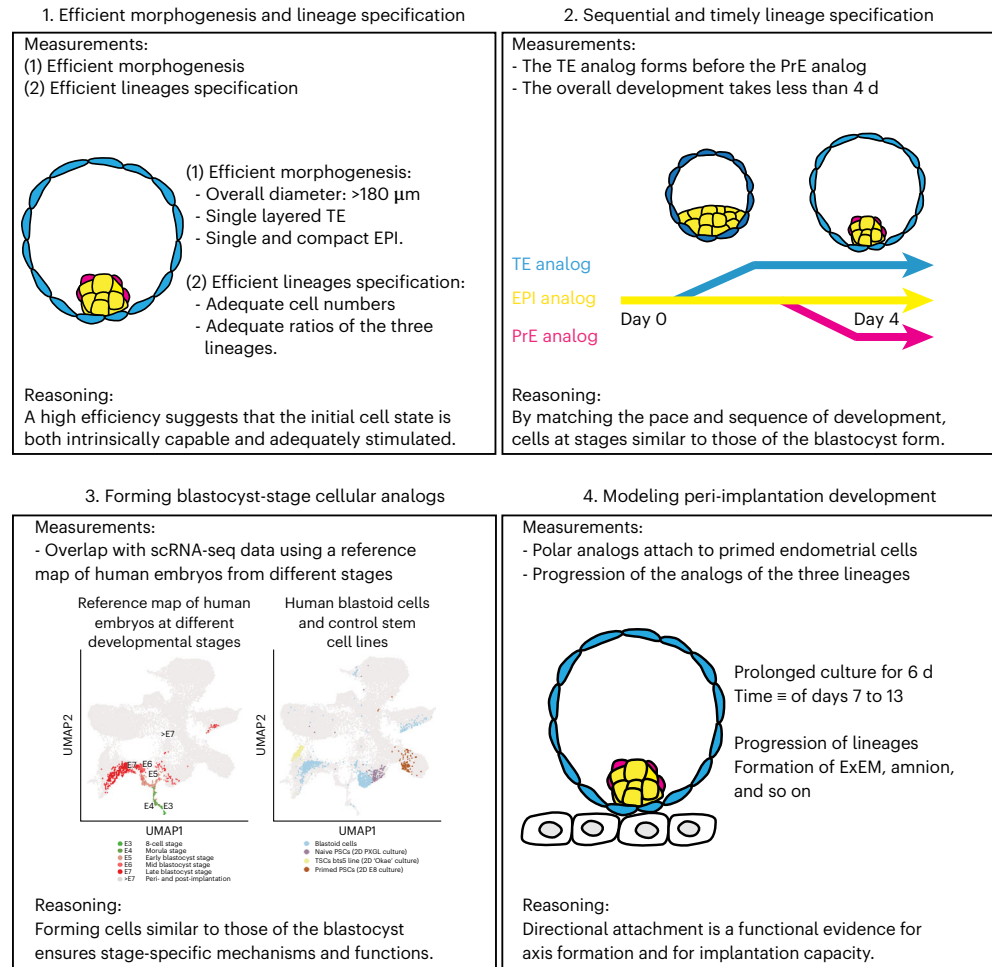 1. Efficient morphogenesis and lineage specification
Measurements:
(1) Efficient morphogenesis
(2) Efficient lineages specification
(1) Efficient morphogenesis:
- Overall diameter: >180 μm
- Single layered TE
- Single and compact EPI.
(2) Efficient lineages specification:
- Adequate cell numbers
- Adequate ratios of the three
lineages.
Reasoning:
A high efficiency suggests that the initial cell state is
both intrinsically capable and adequately stimulated.
2. Sequential and timely lineage specification
Measurements:
- The TE analog forms before the PrE analog
- The overall development takes less than 4 d
TE analog
EPI analog
Day 0
Day 4
PrE analog
Reasoning:
By matching the pace and sequence of development,
cells at stages similar to those of the blastocyst form.
3. Forming blastocyst-stage cellular analogs
Measurements:
- Overlap with scRNA-seq data using a reference
map of human embryos from different stages
Reference map of human
embryos at different
developmental stages
UMAP2
>E7
E7
E6
E5
E4
E3
UMAP1
E3 8-cell stage
E4 Morula stage
E5 Early blastocyst stage
E6 Mid blastocyst stage
E7 Late blastocyst stage
>E7 Peri- and post-implantation
Human blastoid cells
and control stem
cell lines
UMAP2
UMAP1
Blastoid cells
Naive PSCs (2D PXGL culture)
TSCs bts5 line (2D 'Okae' culture)
Primed PSCs (2D E8 culture)
Reasoning:
Forming cells similar to those of the blastocyst
ensures stage-specific mechanisms and functions.
4. Modeling peri-implantation development
Measurements:
- Polar analogs attach to primed endometrial cells
- Progression of the analogs of the three lineages
Prolonged culture for 6 d
Time ≡ of days 7 to 13
Progression of lineages
Formation of ExEM, amnion,
and so on
Reasoning:
Directional attachment is a functional evidence for
axis formation and for implantation capacity.